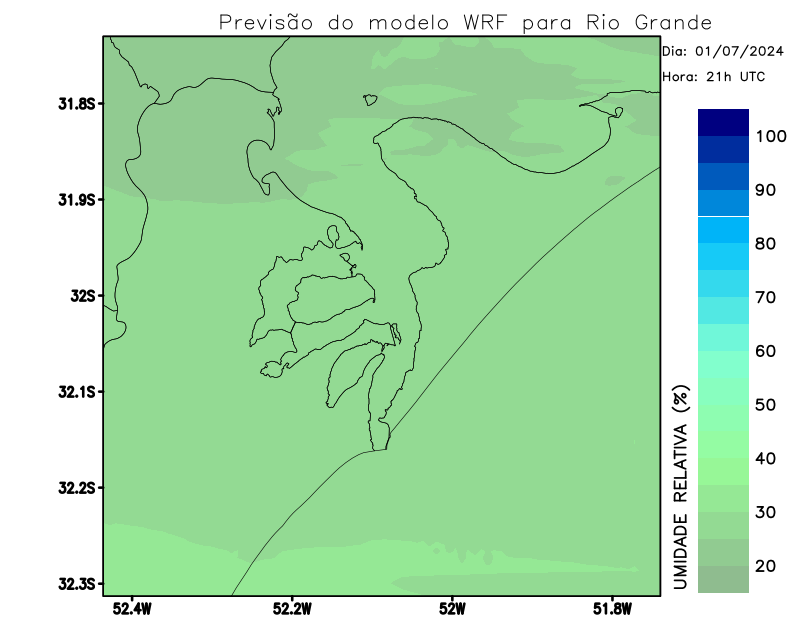 Previsão do modelo WRF para Rio Grande
Dia: 01/07/2024
Hora: 21h UTC
31.8S
31.9S
32S
32.1S
32.2S
32.3S
52.4W
52.2W
52W
51.8W
100
90
80
70
60
50
40
30
20
UMIDADE RELATIVA (%)